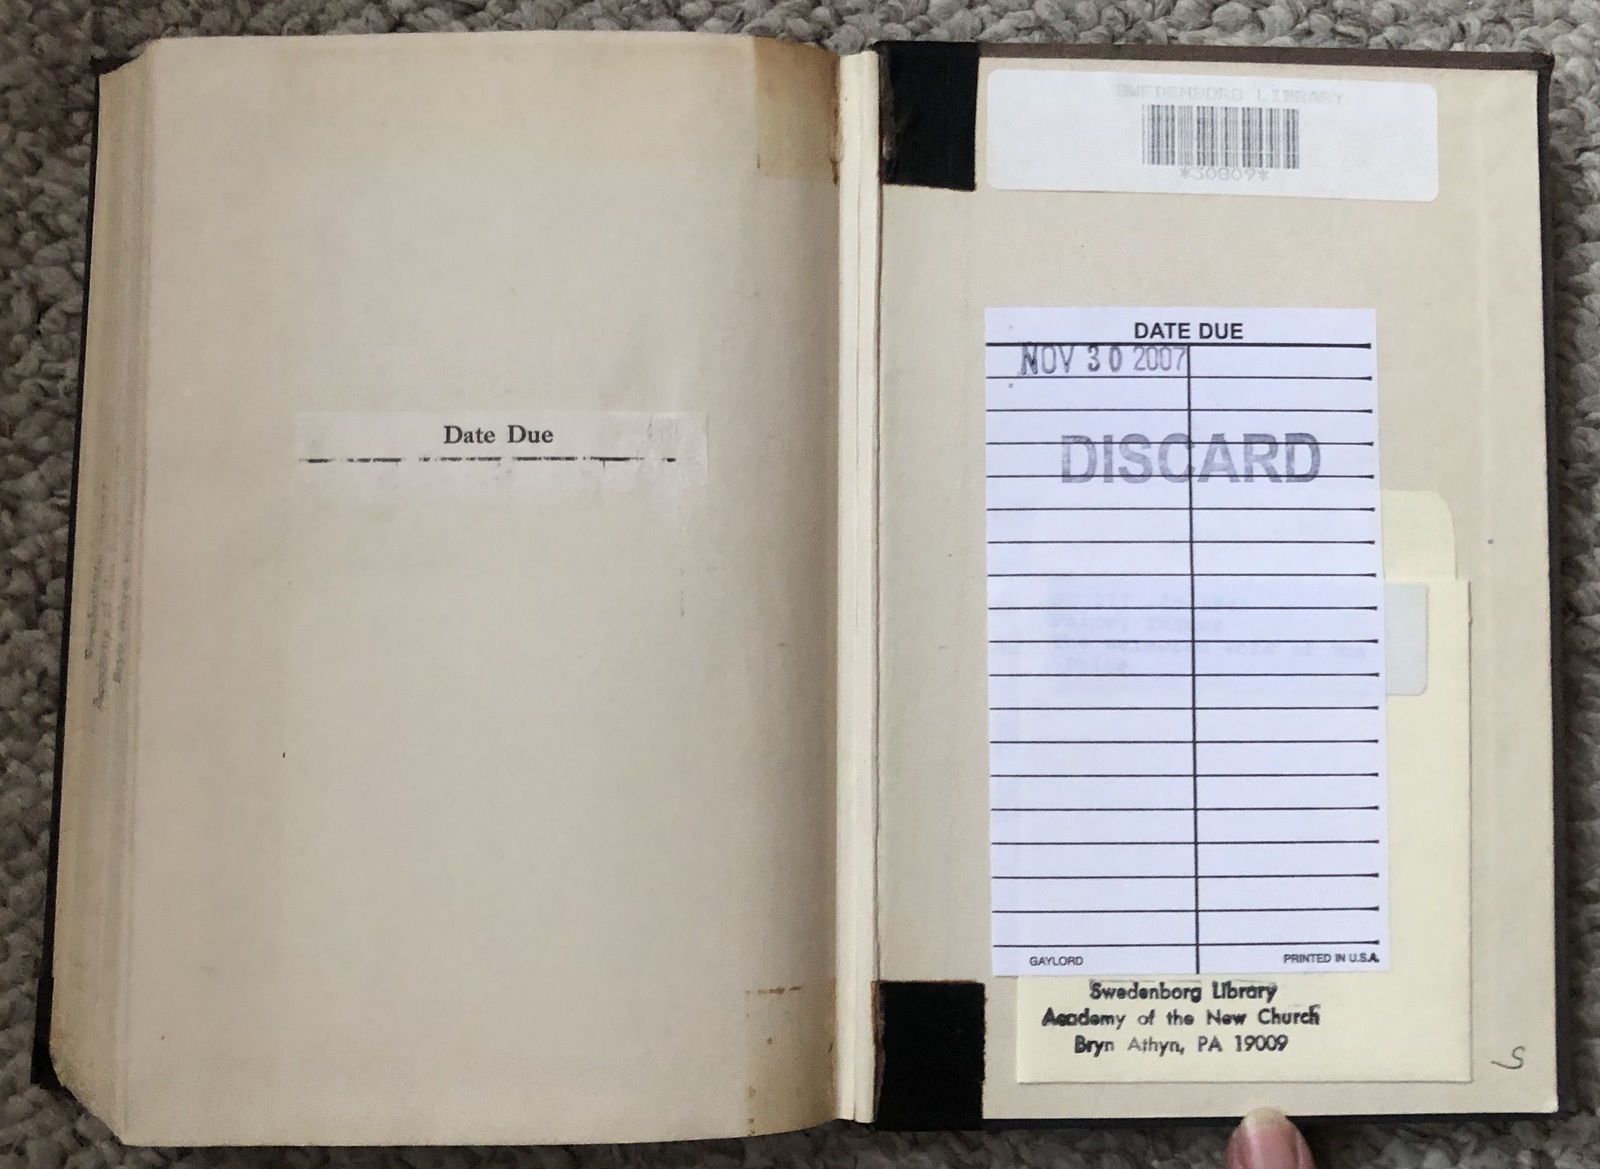 Date Due
SWEDENBORG LIBRARY
*30809*
DATE DUE
NOV 30 2007
DISCARD
GAYLORD
PRINTED IN U.S.A.
Swedenborg Library
Academy of the New Church
Bryn Athyn, PA 19009
S